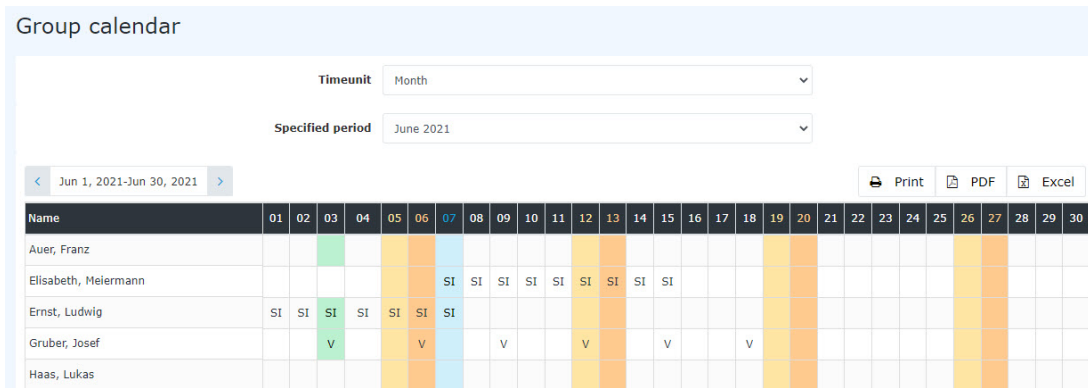 Group calendar
Timeunit Month
Specified period June 2021
Jun 1, 2021-Jun 30, 2021 Print PDF Excel
Name 01 02 03 04 05 06 07 08 09 10 11 12 13 14 15 16 17 18 19 20 21 22 23 24 25 26 27 28 29 30
Auer, Franz
Elisabeth, Meiermann SI SI SI SI SI SI SI SI SI
Ernst, Ludwig SI SI SI SI SI SI SI
Gruber, Josef V V V V V V
Haas, Lukas